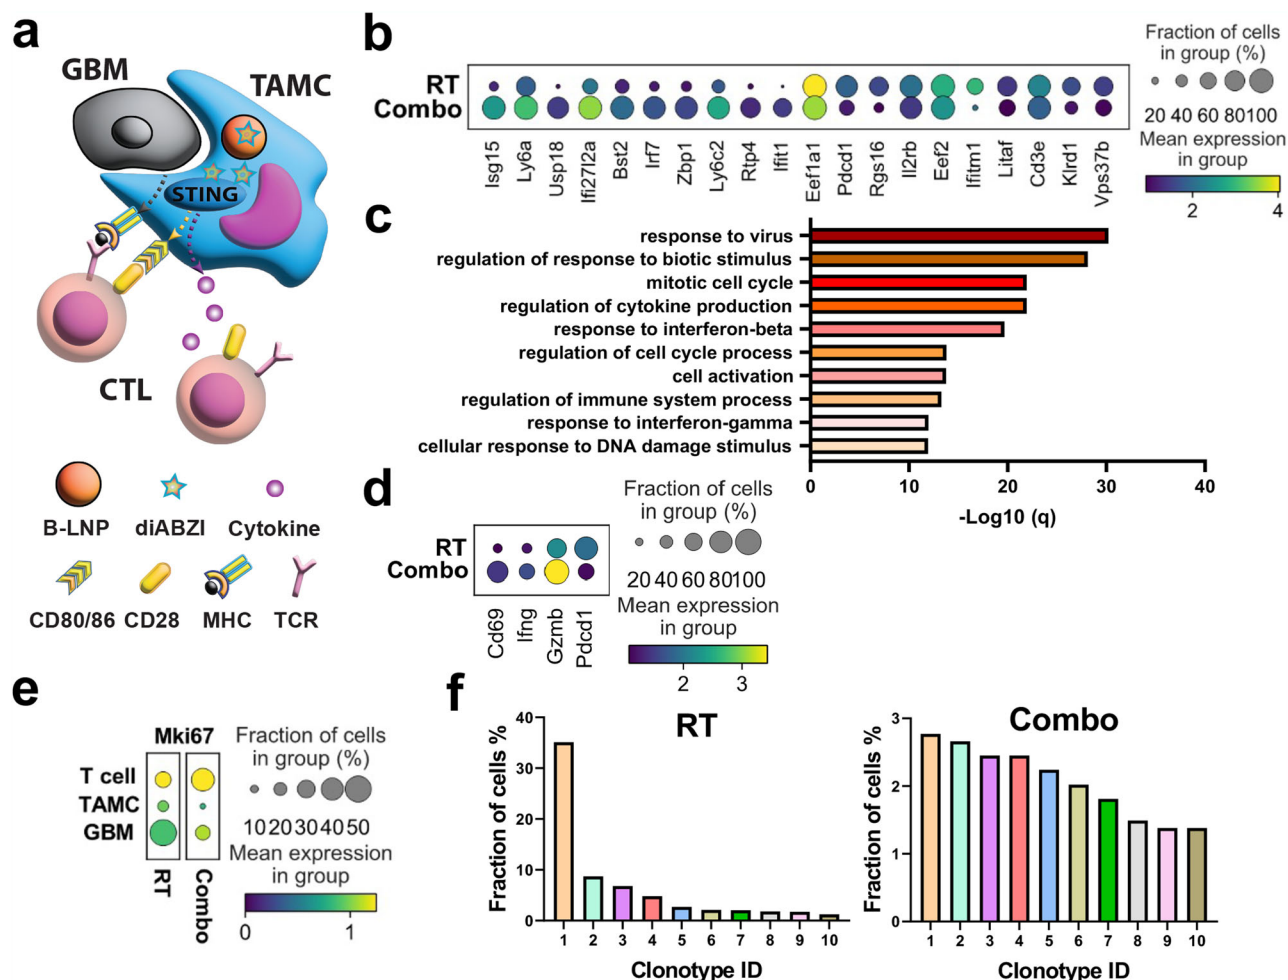 a
GBM
TAMC
STING
CTL
B-LNP diABZI Cytokine
CD80/86 CD28 MHC TCR
b
RT
Combo
Isg15 Ly6a Usp18 Ifi27l2a Bst2 Irf7 Zbp1 Ly6c2 Rtp4 Ifit1 Eef1a1 Pdcd1 Rgs16 Il2rb Eef2 Ifitm1 Litaf Cd3e Klrd1 Vps37b
Fraction of cells
in group (%)
20 40 60 80100
Mean expression
in group
2 4
c
response to virus
regulation of response to biotic stimulus
mitotic cell cycle
regulation of cytokine production
response to interferon-beta
regulation of cell cycle process
cell activation
regulation of immune system process
response to interferon-gamma
cellular response to DNA damage stimulus
0 10 20 30 40
-Log10 (q)
d
RT
Combo
Cd69 Ifng Gzmb Pdcd1
Fraction of cells
in group (%)
20 40 60 80100
Mean expression
in group
2 3
e
Mki67
T cell
TAMC
GBM
RT Combo
Fraction of cells
in group (%)
10 20 30 40 50
Mean expression
in group
0 1
f
RT
Fraction of cells %
40
30
20
10
0
1 2 3 4 5 6 7 8 9 10
Clonotype ID
Combo
Fraction of cells %
3
2
1
0
1 2 3 4 5 6 7 8 9 10
Clonotype ID